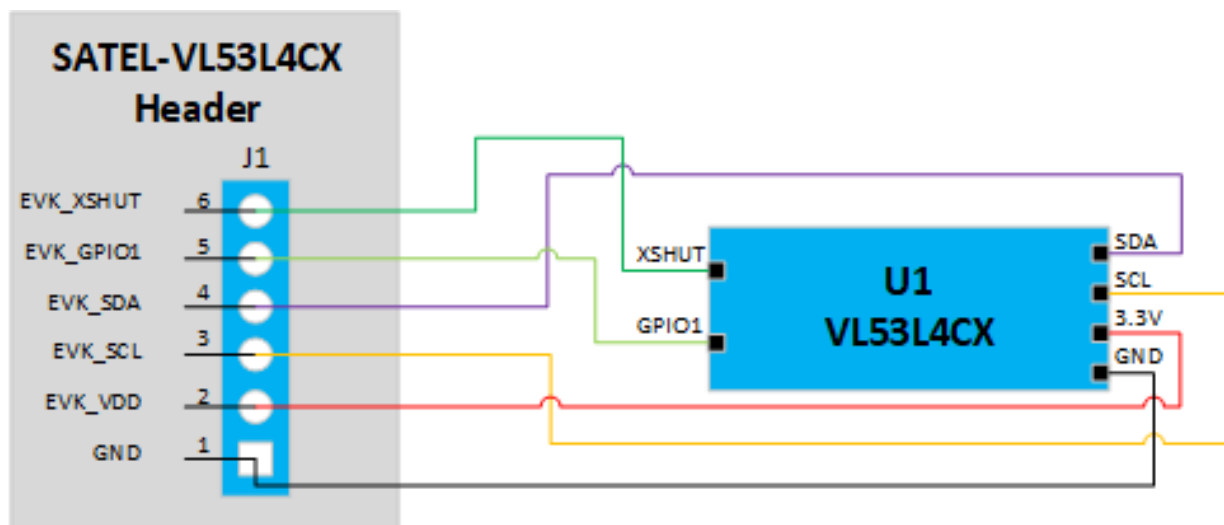 SATEL-VL53L4CX
Header
J1
EVK_XSHUT 6
EVK_GPIO1 5
EVK_SDA 4
EVK_SCL 3
EVK_VDD 2
GND 1
XSHUT
GPIO1
U1
VL53L4CX
SDA
SCL
3.3V
GND